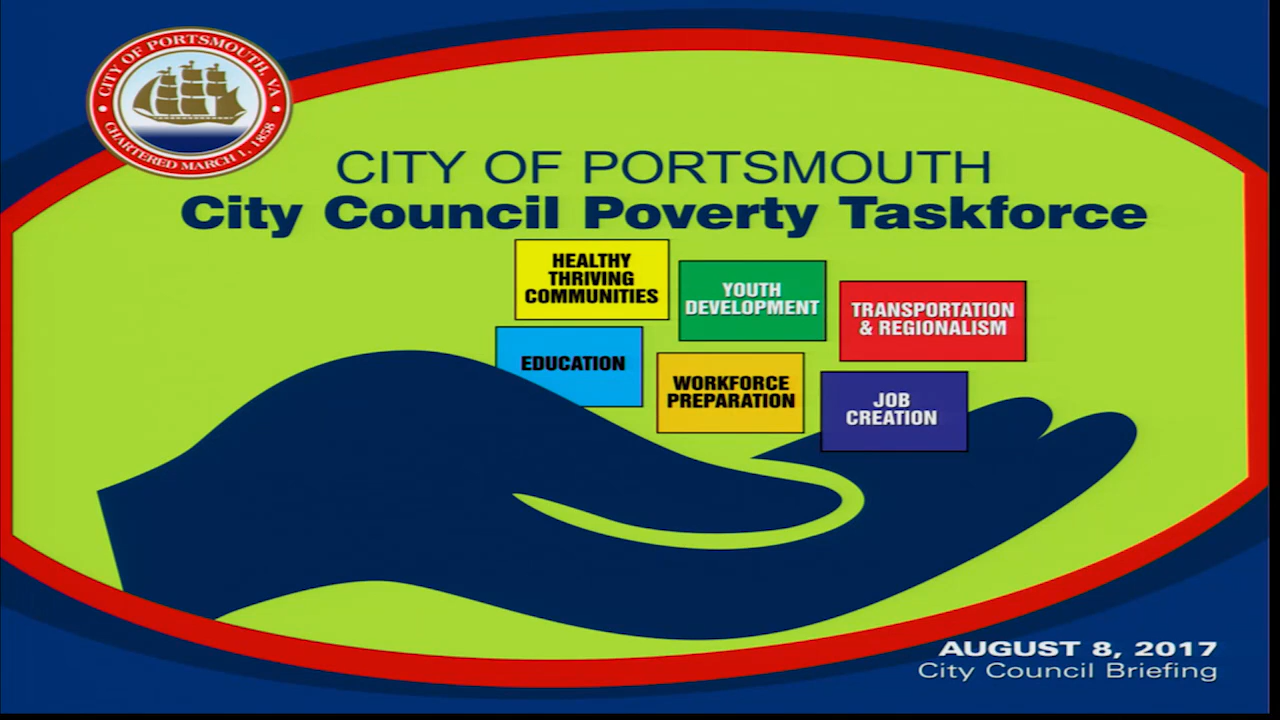 CITY OF PORTSMOUTH, VA
CHARTERED MARCH 1, 1858
CITY OF PORTSMOUTH
City Council Poverty Taskforce
HEALTHY
THRIVING
COMMUNITIES
YOUTH
DEVELOPMENT
TRANSPORTATION
& REGIONALISM
EDUCATION
WORKFORCE
PREPARATION
JOB
CREATION
AUGUST 8, 2017
City Council Briefing